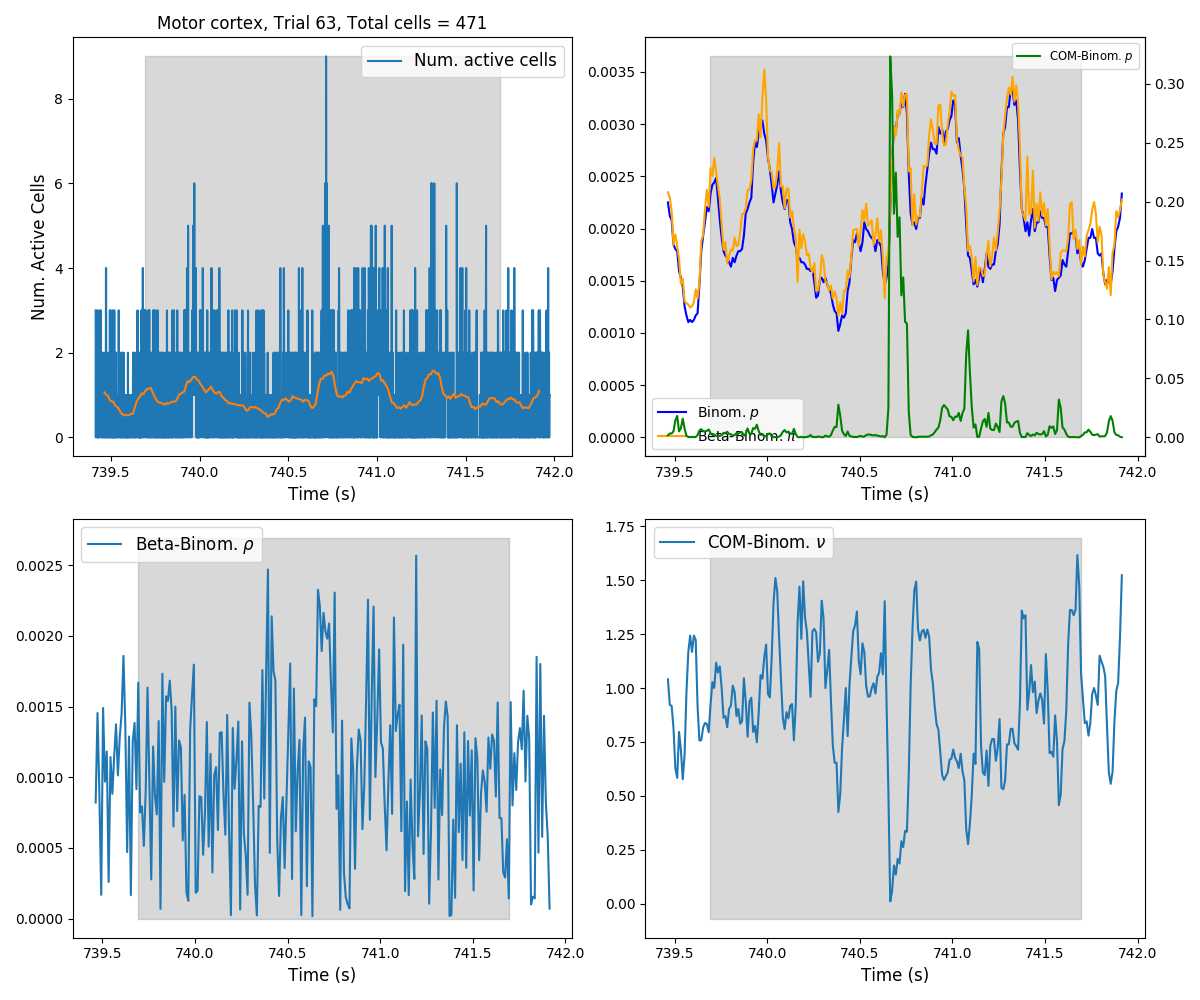 Motor cortex, Trial 63, Total cells = 471
Num. active cells
Num. Active Cells
8
6
4
2
0
739.5 740.0 740.5 741.0 741.5 742.0
Time (s)
COM-Binom. p
0.0035
0.0030
0.0025
0.0020
0.0015
0.0010
0.0005
0.0000
0.30
0.25
0.20
0.15
0.10
0.05
0.00
Binom. p
Beta-Binom. π
739.5 740.0 740.5 741.0 741.5 742.0
Time (s)
Beta-Binom. ρ
0.0025
0.0020
0.0015
0.0010
0.0005
0.0000
739.5 740.0 740.5 741.0 741.5 742.0
Time (s)
COM-Binom. ν
1.75
1.50
1.25
1.00
0.75
0.50
0.25
0.00
739.5 740.0 740.5 741.0 741.5 742.0
Time (s)